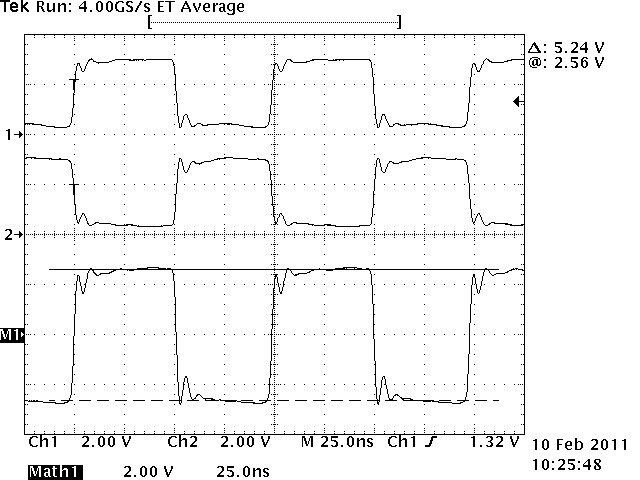 Tek Run: 4.00GS/s ET Average
Δ: 5.24 V
@: 2.56 V
T
1
T
2
M1
Ch1 2.00 V Ch2 2.00 V M 25.0ns Ch1 1.32 V
Math1 2.00 V 25.0ns
10 Feb 2011
10:25:48